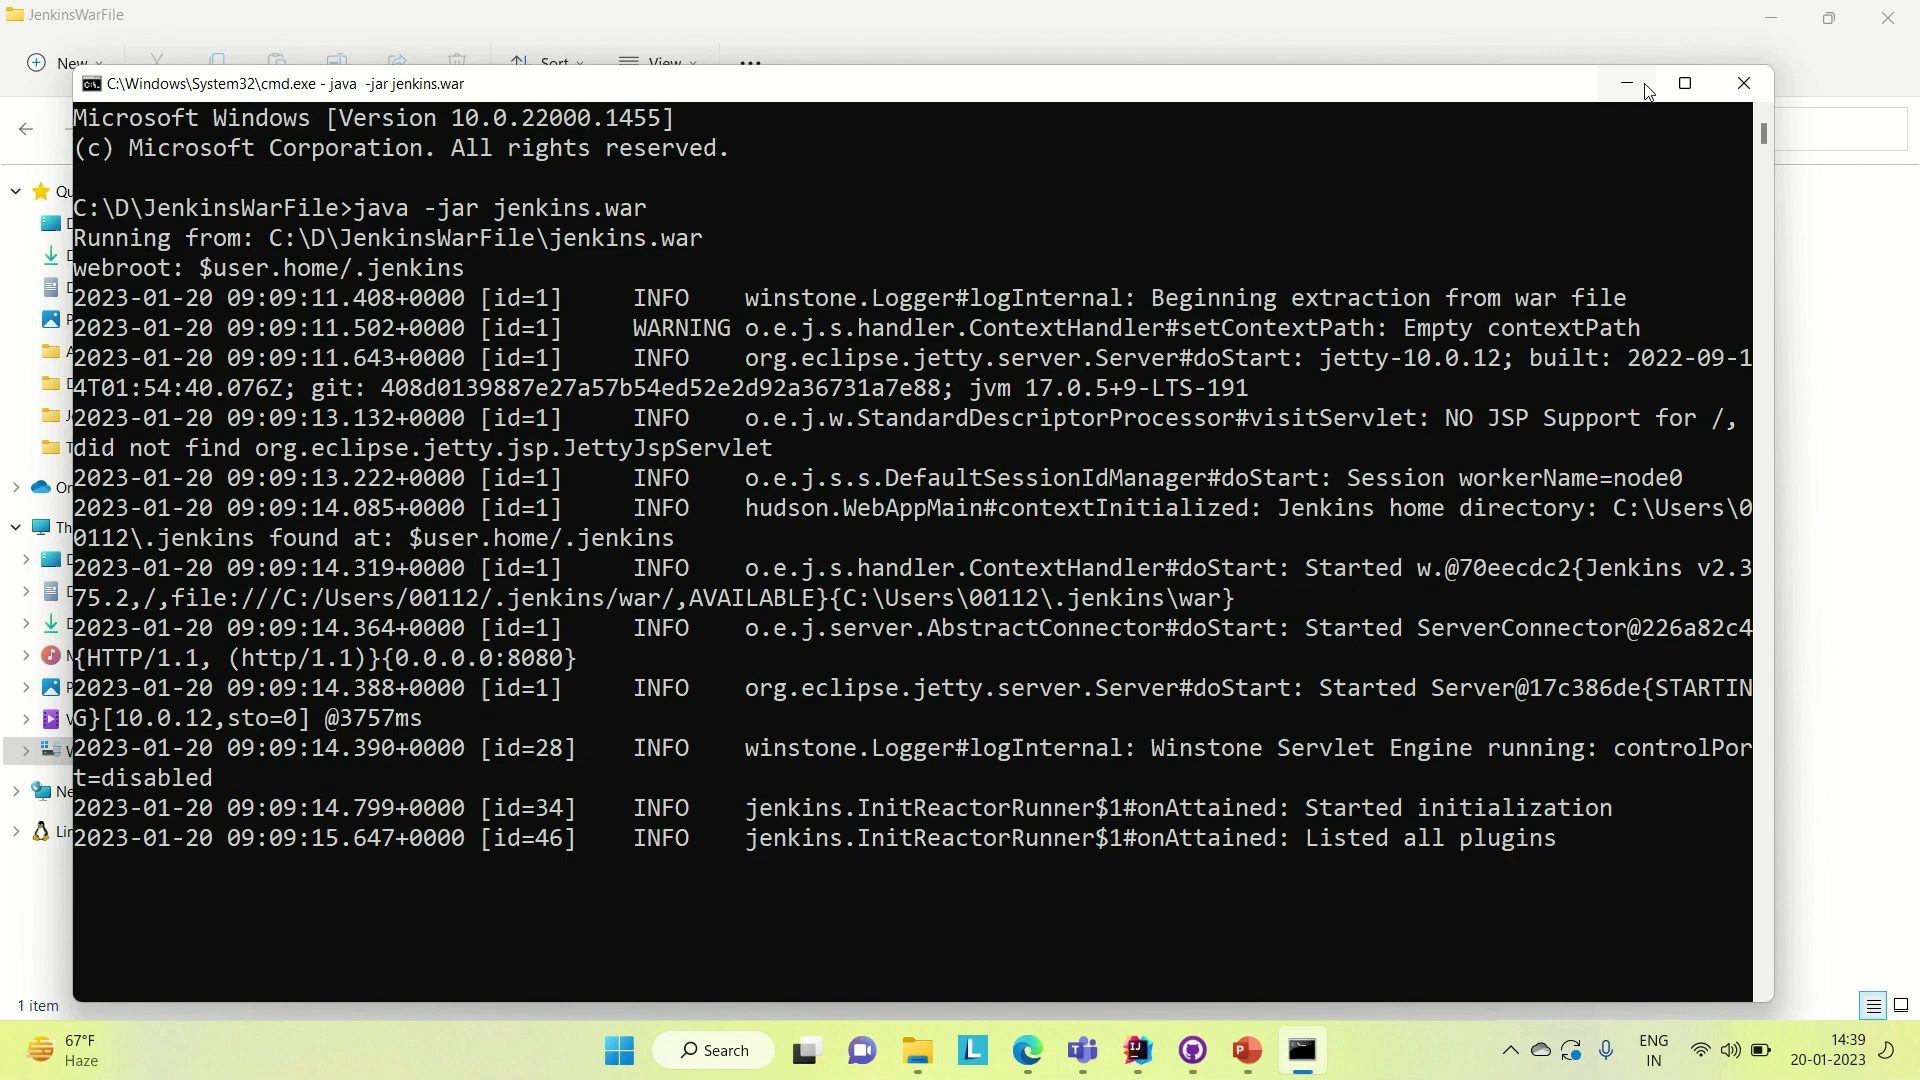 JenkinsWarFile
New
Sort
View
C:\Windows\System32\cmd.exe - java  -jar jenkins.war
Microsoft Windows [Version 10.0.22000.1455]
(c) Microsoft Corporation. All rights reserved.
C:\D\JenkinsWarFile>java -jar jenkins.war
Running from: C:\D\JenkinsWarFile\jenkins.war
webroot: $user.home/.jenkins
2023-01-20 09:09:11.408+0000 [id=1]     INFO    winstone.Logger#logInternal: Beginning extraction from war file
2023-01-20 09:09:11.502+0000 [id=1]     WARNING o.e.j.s.handler.ContextHandler#setContextPath: Empty contextPath
2023-01-20 09:09:11.643+0000 [id=1]     INFO    org.eclipse.jetty.server.Server#doStart: jetty-10.0.12; built: 2022-09-1
4T01:54:40.076Z; git: 408d0139887e27a57b54ed52e2d92a36731a7e88; jvm 17.0.5+9-LTS-191
2023-01-20 09:09:13.132+0000 [id=1]     INFO    o.e.j.w.StandardDescriptorProcessor#visitServlet: NO JSP Support for /,
did not find org.eclipse.jetty.jsp.JettyJspServlet
2023-01-20 09:09:13.222+0000 [id=1]     INFO    o.e.j.s.s.DefaultSessionIdManager#doStart: Session workerName=node0
2023-01-20 09:09:14.085+0000 [id=1]     INFO    hudson.WebAppMain#contextInitialized: Jenkins home directory: C:\Users\0
0112\.jenkins found at: $user.home/.jenkins
2023-01-20 09:09:14.319+0000 [id=1]     INFO    o.e.j.s.handler.ContextHandler#doStart: Started w.@70eecdc2{Jenkins v2.3
75.2,/,file:///C:/Users/00112/.jenkins/war/,AVAILABLE}{C:\Users\00112\.jenkins\war}
2023-01-20 09:09:14.364+0000 [id=1]     INFO    o.e.j.server.AbstractConnector#doStart: Started ServerConnector@226a82c4
{HTTP/1.1, (http/1.1)}{0.0.0.0:8080}
2023-01-20 09:09:14.388+0000 [id=1]     INFO    org.eclipse.jetty.server.Server#doStart: Started Server@17c386de{STARTIN
G}[10.0.12,sto=0] @3757ms
2023-01-20 09:09:14.390+0000 [id=28]    INFO    winstone.Logger#logInternal: Winstone Servlet Engine running: controlPor
t=disabled
2023-01-20 09:09:14.799+0000 [id=34]    INFO    jenkins.InitReactorRunner$1#onAttained: Started initialization
2023-01-20 09:09:15.647+0000 [id=46]    INFO    jenkins.InitReactorRunner$1#onAttained: Listed all plugins
1 item
67°F
Haze
Search
ENG
IN
14:39
20-01-2023